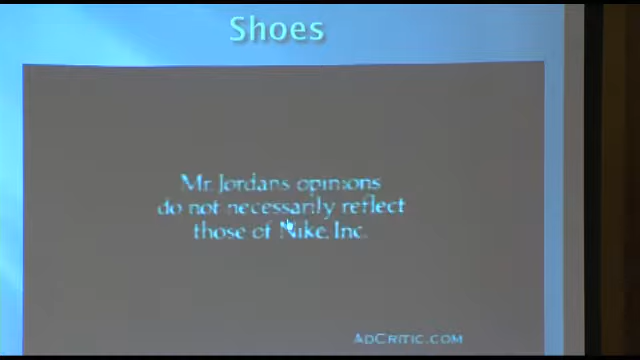 Shoes
Mr. Jordans opinions
do not necessarily reflect
those of Nike, Inc.
AdCritic.com